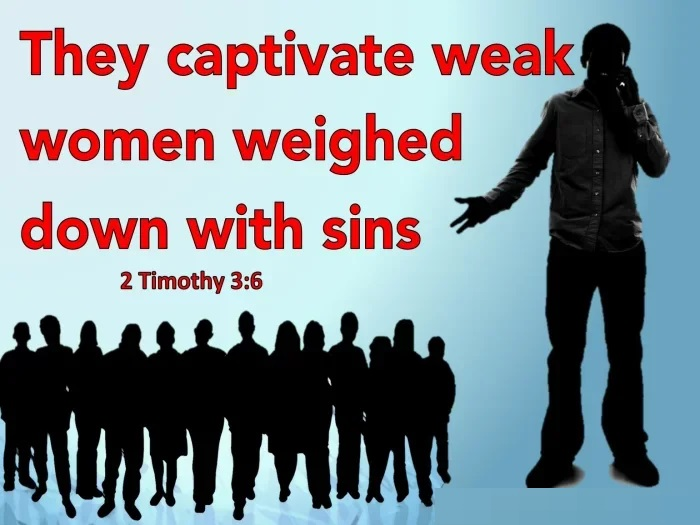 They captivate weak
women weighed
down with sins
2 Timothy 3:6